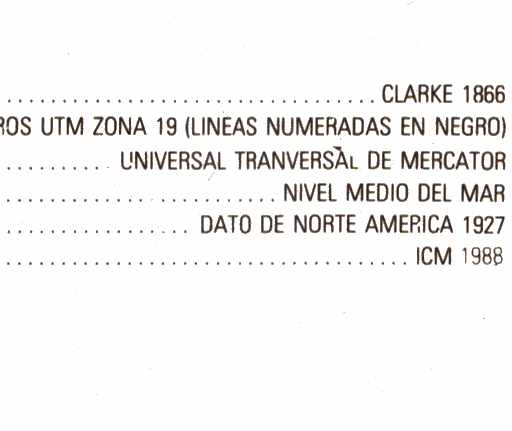 .................................. CLARKE 1866
ROS UTM ZONA 19 (LINEAS NUMERADAS EN NEGRO)
.......... UNIVERSAL TRANVERSÀL DE MERCATOR
......................... NIVEL MEDIO DEL MAR
................. DATO DE NORTE AMERICA 1927
..................................... ICM 1988